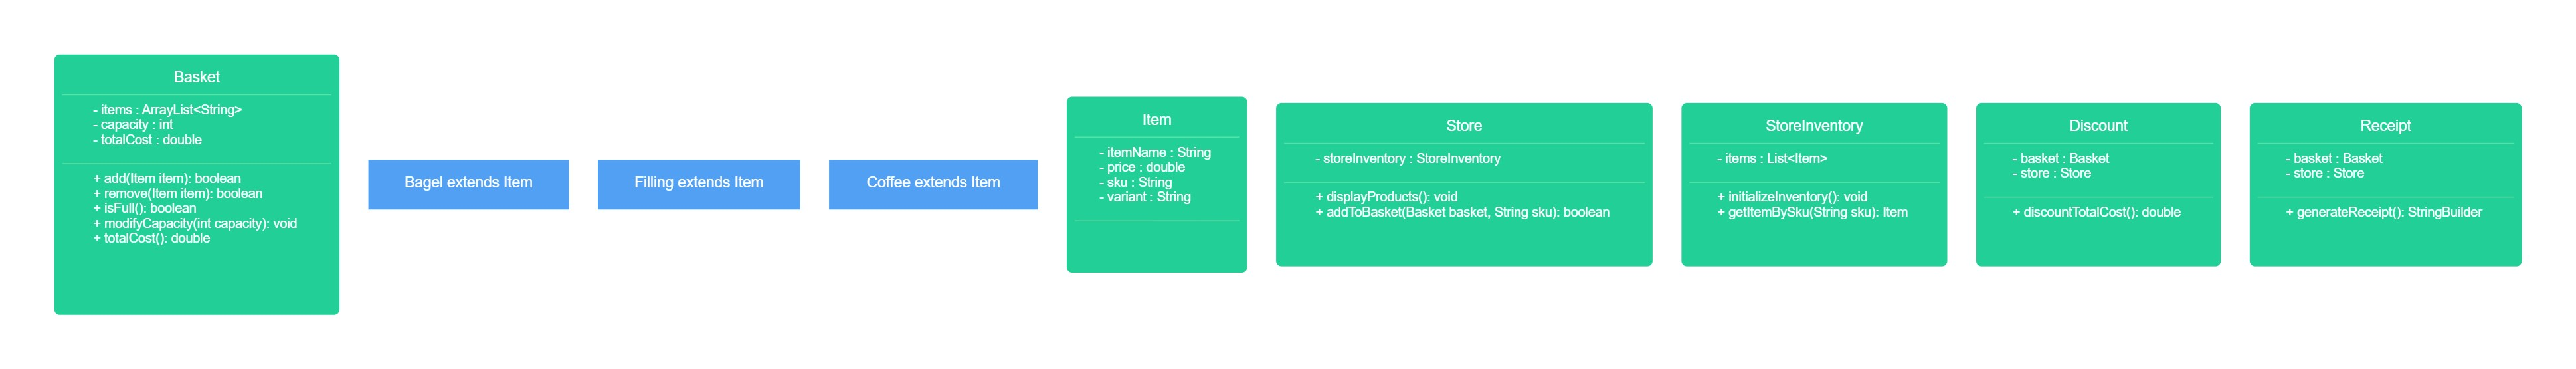 Basket
- items : ArrayList<String>
- capacity : int
- totalCost : double
+ add(Item item): boolean
+ remove(Item item): boolean
+ isFull(): boolean
+ modifyCapacity(int capacity): void
+ totalCost(): double
Bagel extends Item
Filling extends Item
Coffee extends Item
Item
- itemName : String
- price : double
- sku : String
- variant : String
Store
- storeInventory : StoreInventory
+ displayProducts(): void
+ addToBasket(Basket basket, String sku): boolean
StoreInventory
- items : List<Item>
+ initializeInventory(): void
+ getItemBySku(String sku): Item
Discount
- basket : Basket
- store : Store
+ discountTotalCost(): double
Receipt
- basket : Basket
- store : Store
+ generateReceipt(): StringBuilder